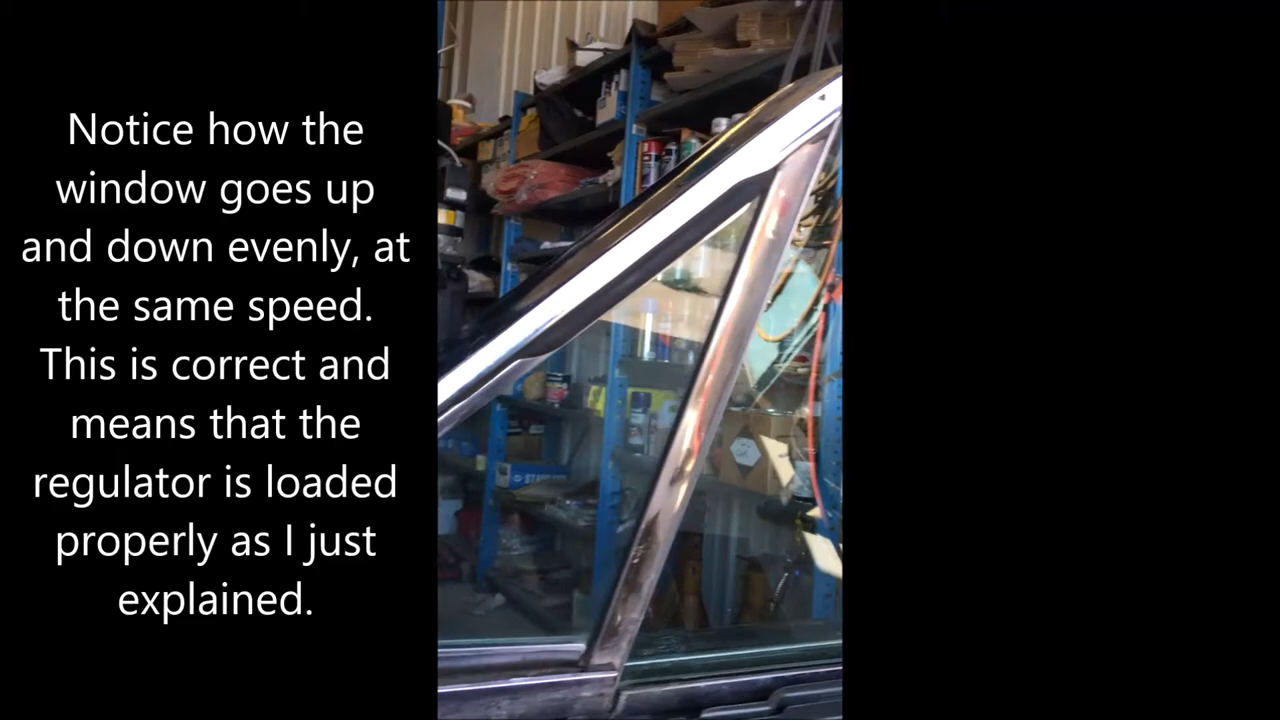 Notice how the
window goes up
and down evenly, at
the same speed.
This is correct and
means that the
regulator is loaded
properly as I just
explained.